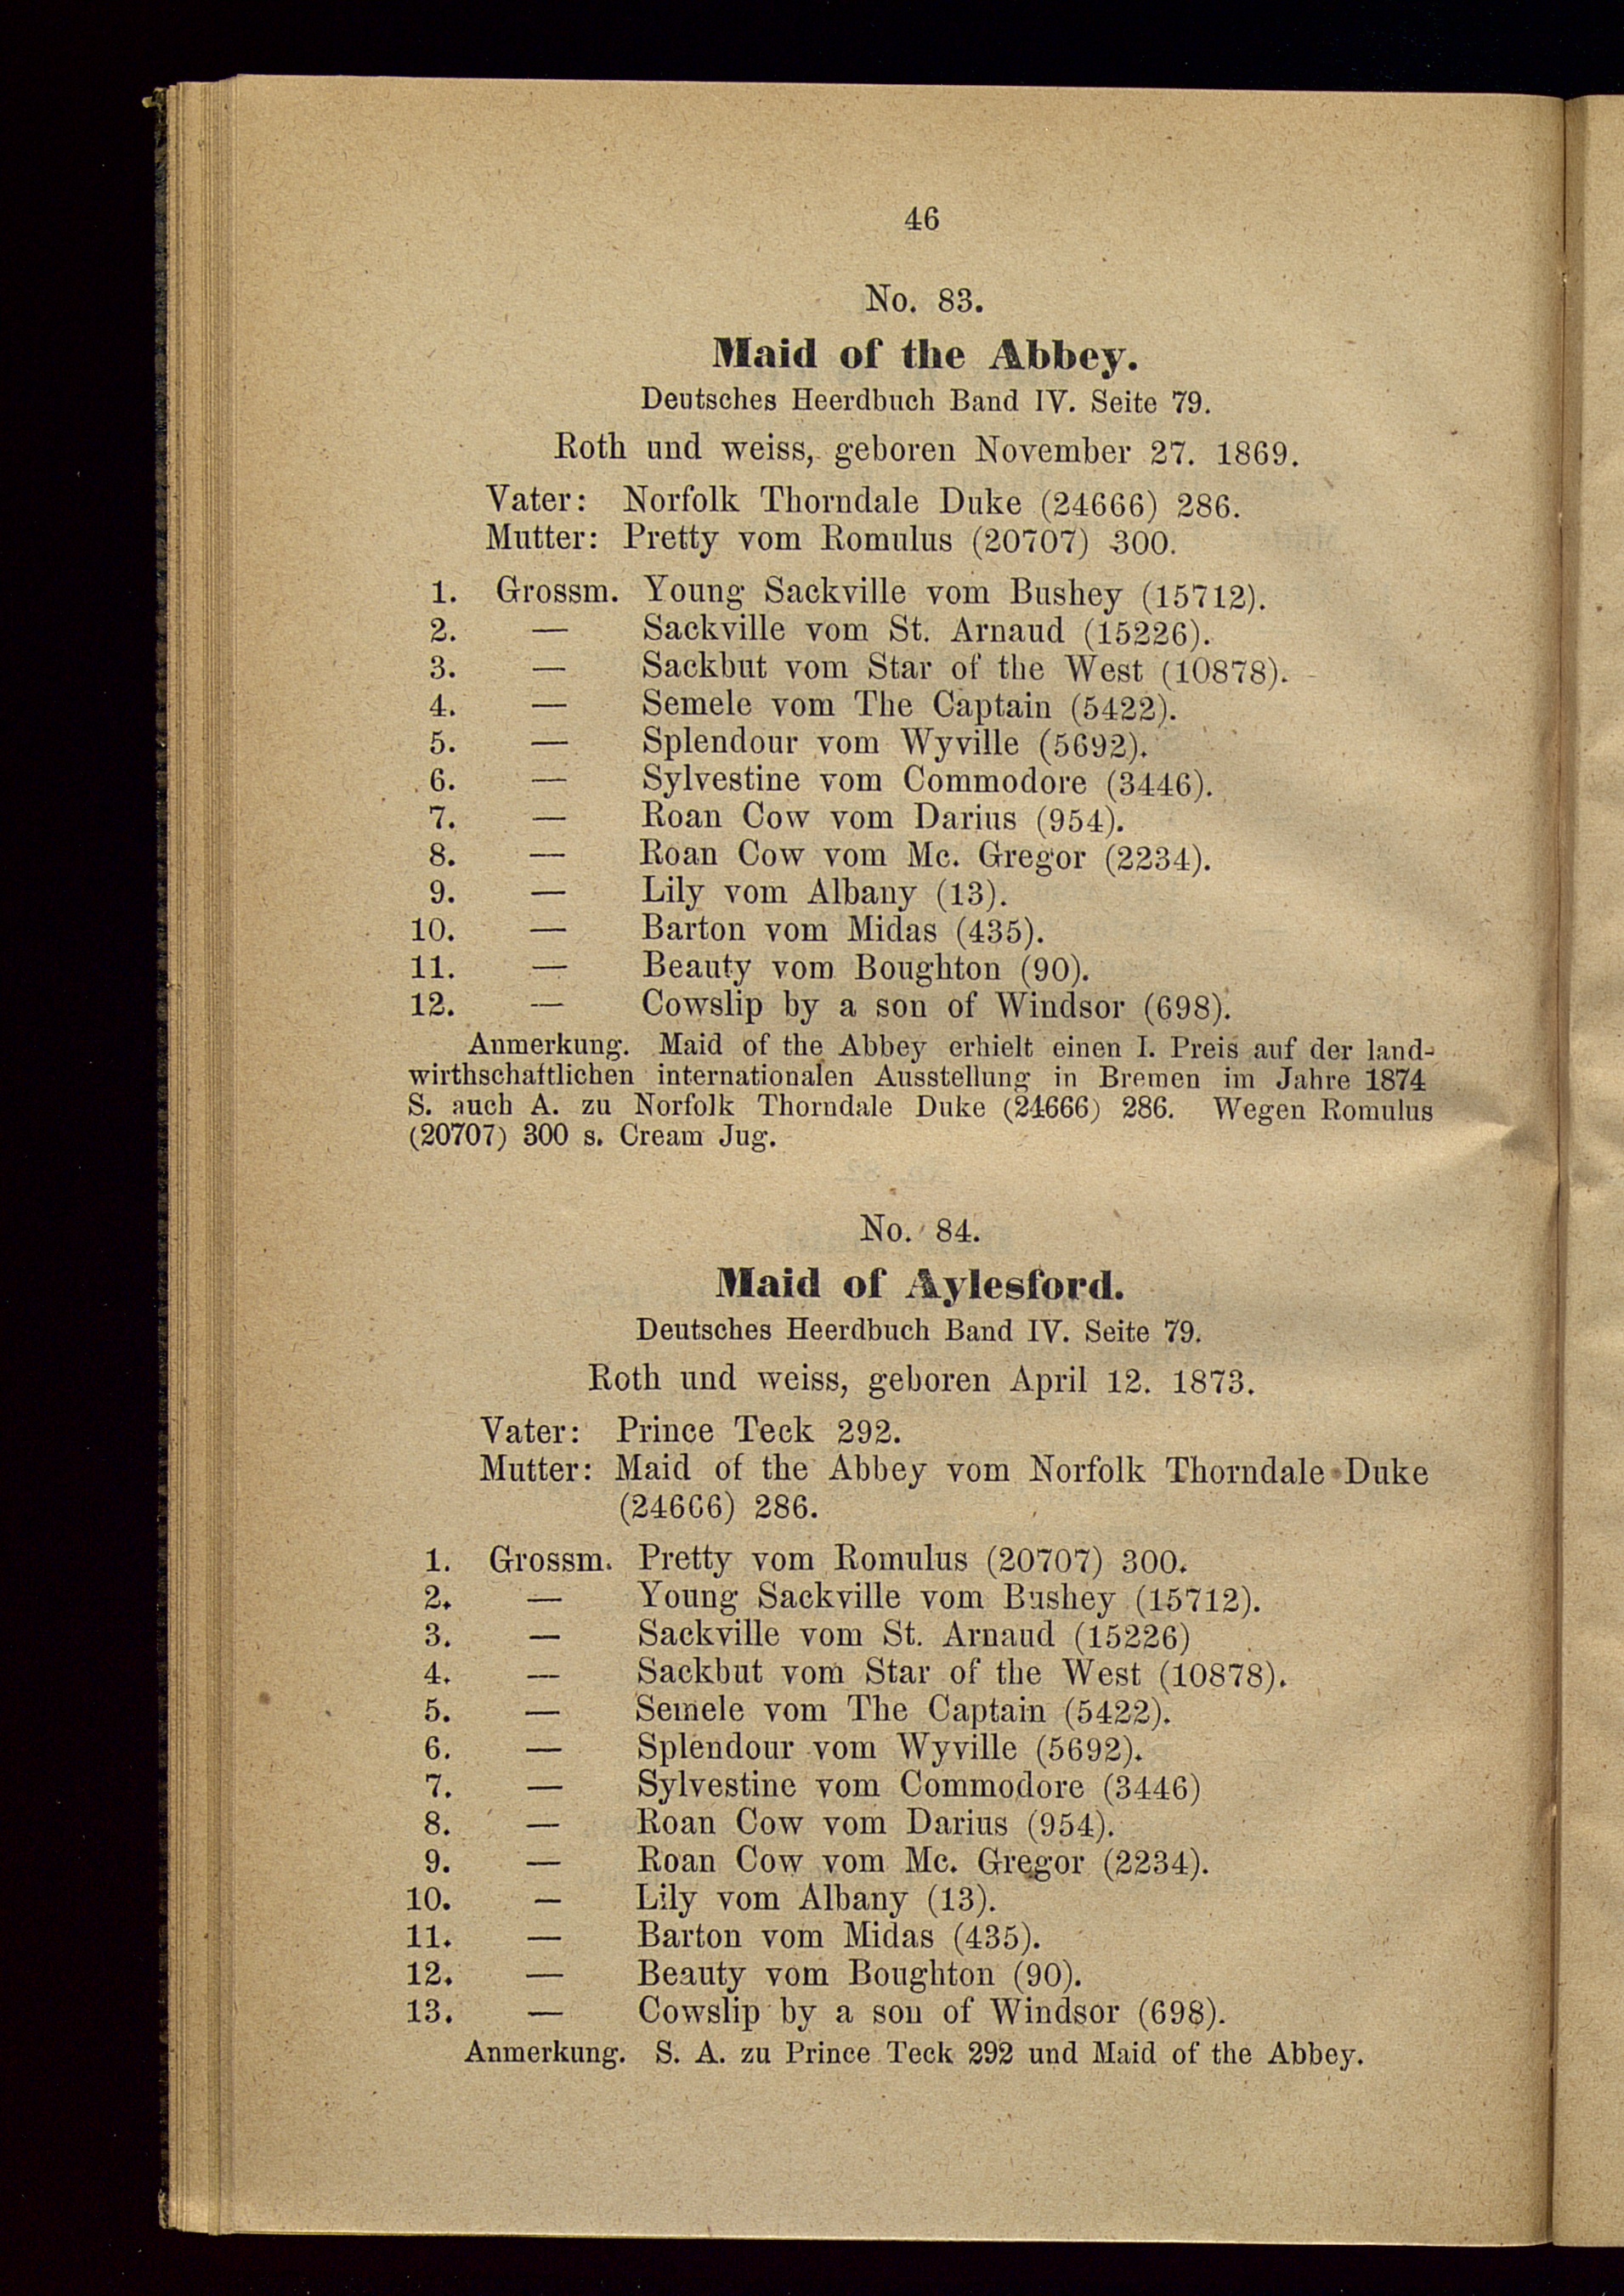 46
No. 83.
Maid of the Abbey.
Deutsches Heerdbuch Band IV. Seite 79.
Roth und weiss, geboren November 27. 1869.
Vater: Norfolk Thorndale Duke (24666) 286.
Mutter: Pretty vom Romulus (20707) 300.
1. Grossm. Young Sackville vom Bushey (15712).
2. — Sackville vom St. Arnaud (15226).
3. — Sackbut vom Star of the West (10878).
4. — Semele vom The Captain (5422).
5. — Splendour vom Wyville (5692).
6. — Sylvestine vom Commodore (3446).
7. — Roan Cow vom Darius (954).
8. — Roan Cow vom Mc. Gregor (2234).
9. — Lily vom Albany (13).
10. — Barton vom Midas (435).
11. — Beauty vom Boughton (90).
12. — Cowslip by a son of Windsor (698).
Anmerkung. Maid of the Abbey erhielt einen I. Preis auf der land-
wirthschaftlichen internationalen Ausstellung in Bremen im Jahre 1874
S. auch A. zu Norfolk Thorndale Duke (24666) 286. Wegen Romulus
(20707) 300 s. Cream Jug.
No. 84.
Maid of Aylesford.
Deutsches Heerdbuch Band IV. Seite 79.
Roth und weiss, geboren April 12. 1873.
Vater: Prince Teck 292.
Mutter: Maid of the Abbey vom Norfolk Thorndale Duke
(24666) 286.
1. Grossm. Pretty vom Romulus (20707) 300.
2. — Young Sackville vom Bushey (15712).
3. — Sackville vom St. Arnaud (15226)
4. — Sackbut vom Star of the West (10878).
5. — Semele vom The Captain (5422).
6. — Splendour vom Wyville (5692).
7. — Sylvestine vom Commodore (3446)
8. — Roan Cow vom Darius (954).
9. — Roan Cow vom Mc. Gregor (2234).
10. — Lily vom Albany (13).
11. — Barton vom Midas (435).
12. — Beauty vom Boughton (90).
13. — Cowslip by a son of Windsor (698).
Anmerkung. S. A. zu Prince Teck 292 und Maid of the Abbey.